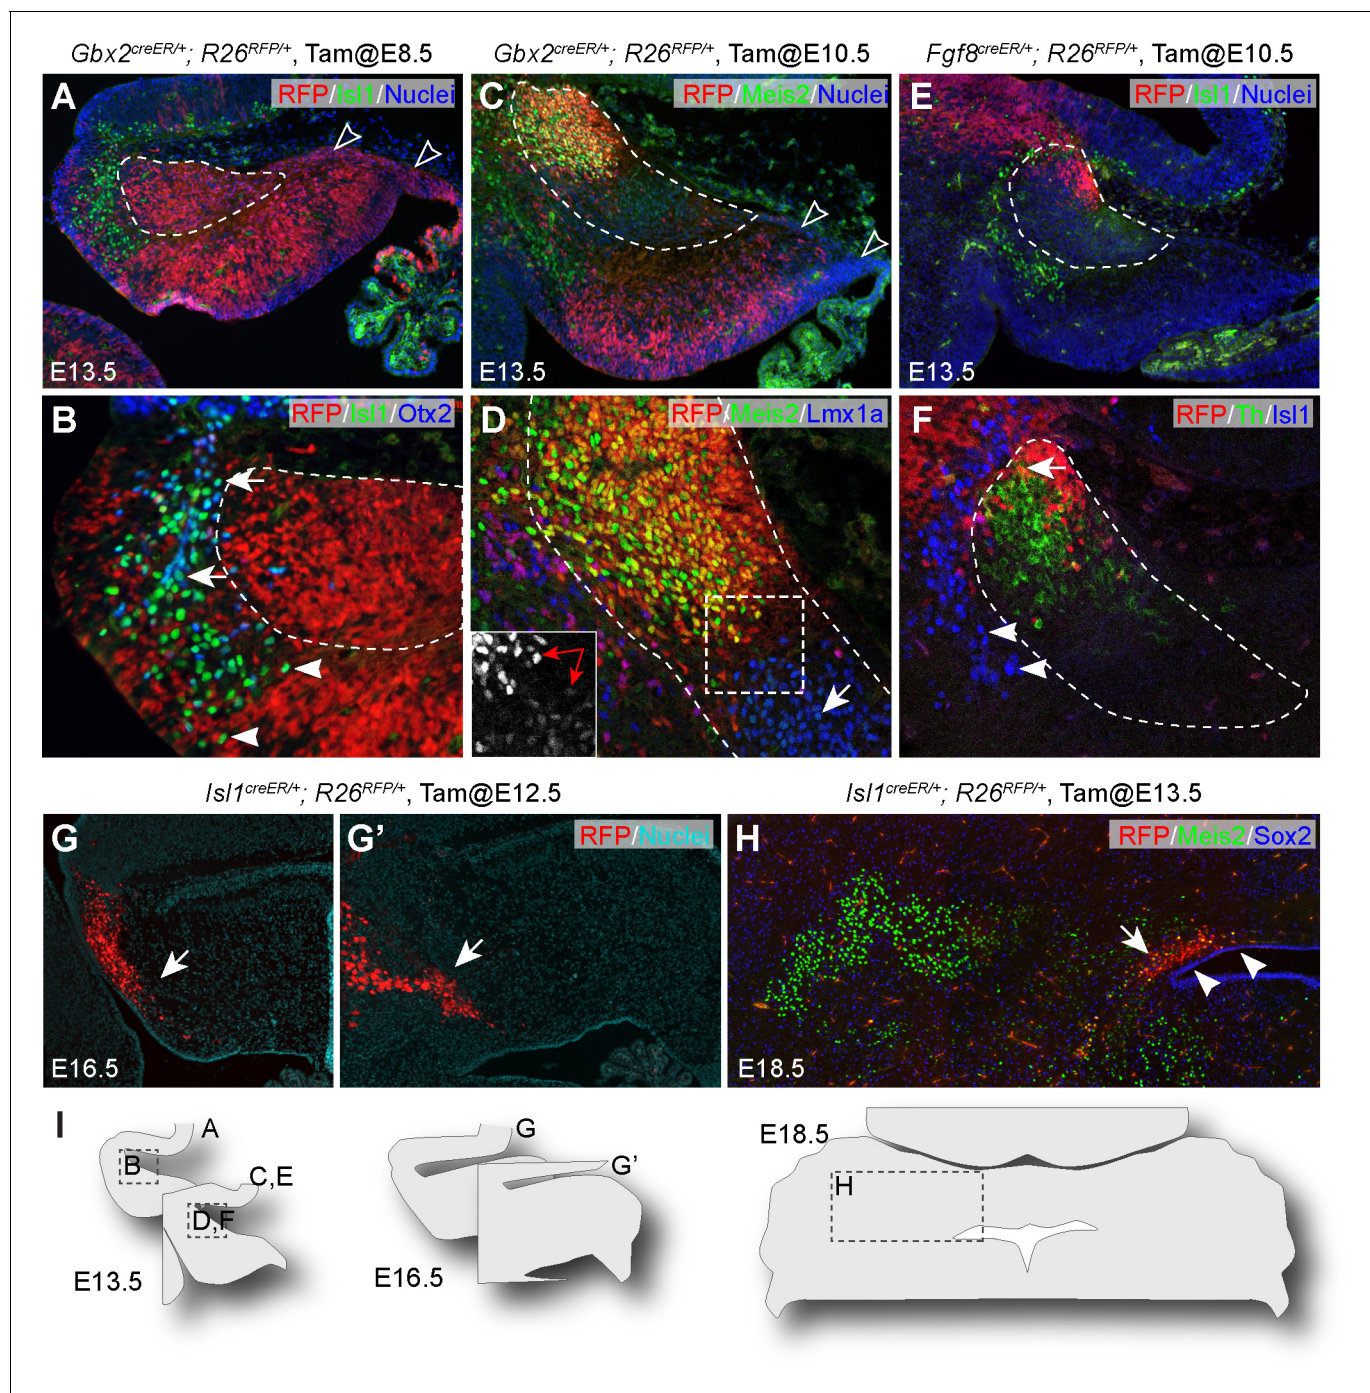 Gbx2creER/+; R26RFP/+, Tam@E8.5
Gbx2creER/+; R26RFP/+, Tam@E10.5
Fgf8creER/+; R26RFP/+, Tam@E10.5
A
RFP/Isl1/Nuclei
E13.5
C
RFP/Meis2/Nuclei
E13.5
E
RFP/Isl1/Nuclei
E13.5
B
RFP/Isl1/Otx2
D
RFP/Meis2/Lmx1a
F
RFP/Th/Isl1
Isl1creER/+; R26RFP/+, Tam@E12.5
Isl1creER/+; R26RFP/+, Tam@E13.5
G
E16.5
G’
RFP/Nuclei
H
RFP/Meis2/Sox2
E18.5
I
A
B
C,E
D,F
E13.5
G
G’
E16.5
E18.5
H